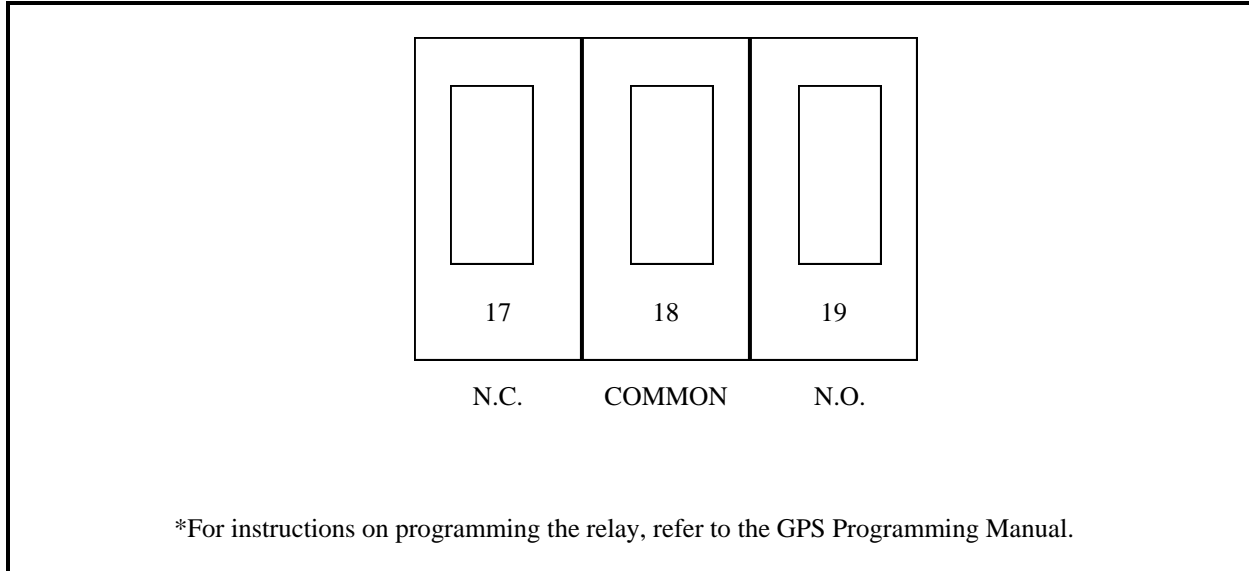 17 18 19
N.C. COMMON N.O.
*For instructions on programming the relay, refer to the GPS Programming Manual.